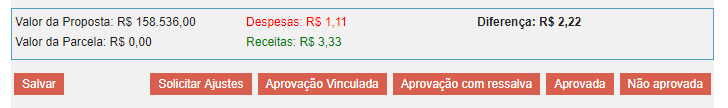 Valor da Proposta: R$ 158.536,00 Despesas: R$ 1,11 Diferença: R$ 2,22
Valor da Parcela: R$ 0,00 Receitas: R$ 3,33
Salvar Solicitar Ajustes Aprovação Vinculada Aprovação com ressalva Aprovada Não aprovada